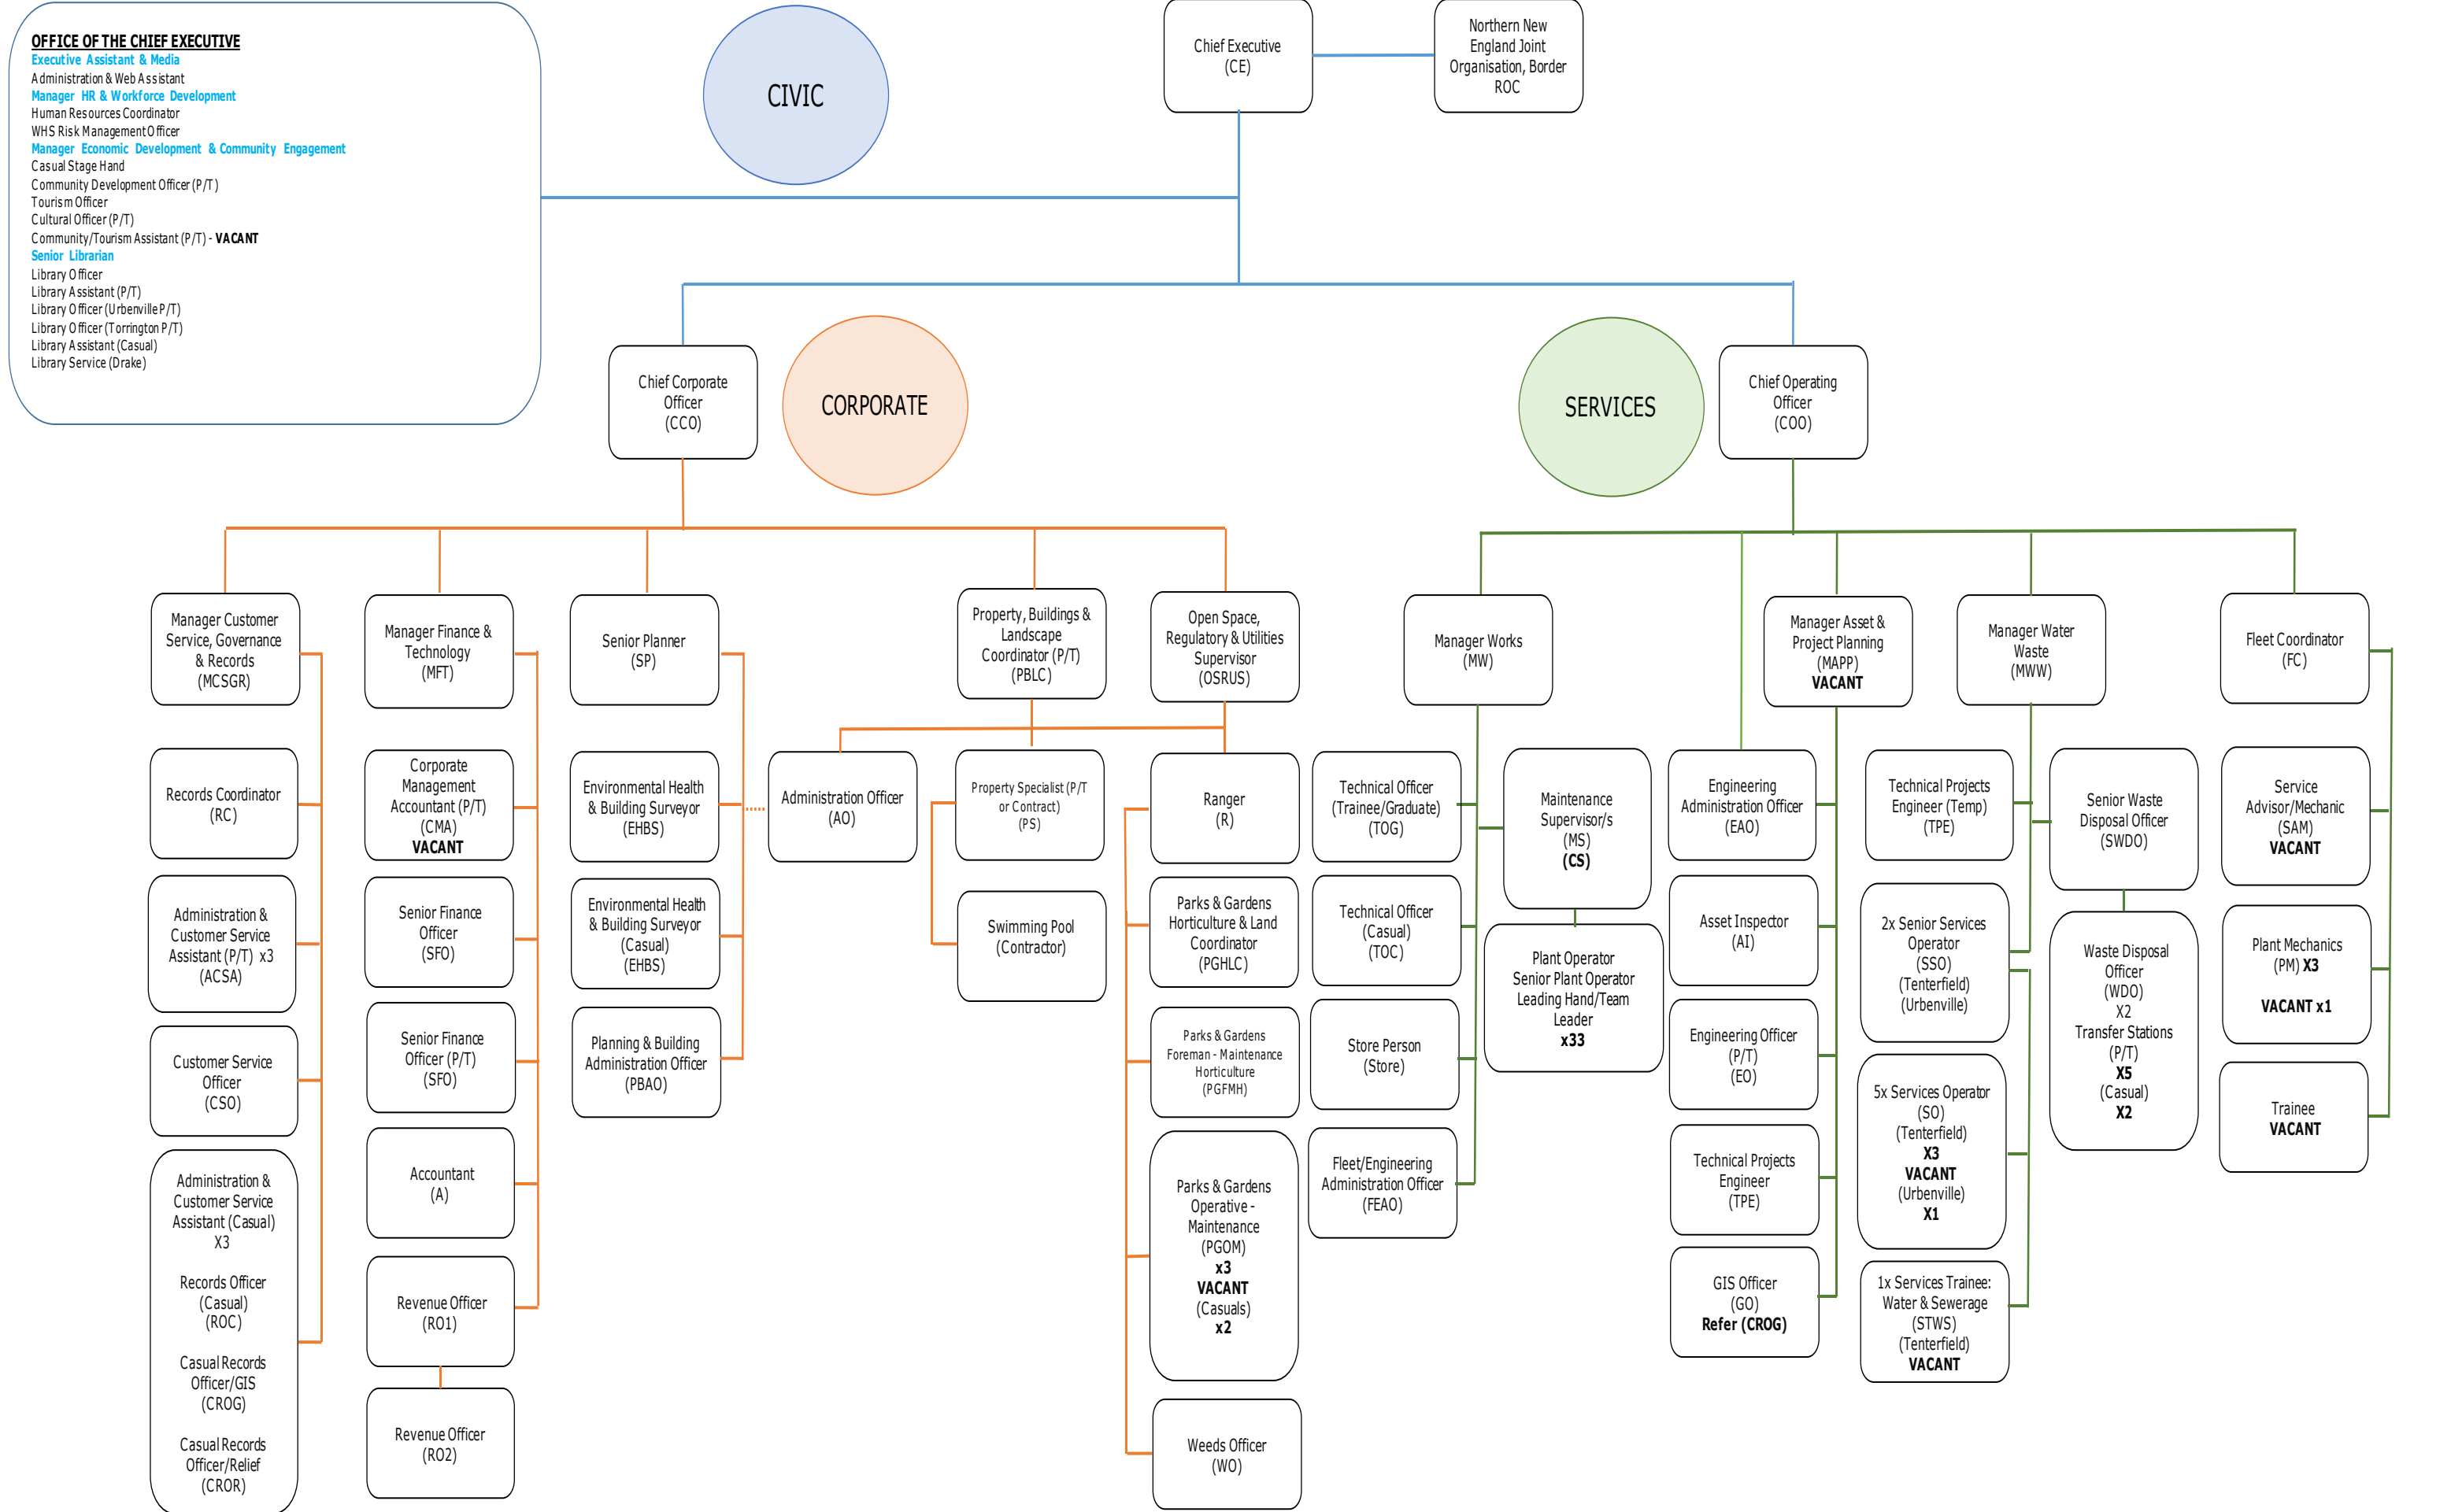 OFFICE OF THE CHIEF EXECUTIVE
Executive Assistant & Media
Administration & Web Assistant
Manager HR & Workforce Development
Human Resources Coordinator
WHS Risk Management Officer
Manager Economic Development & Community Engagement
Casual Stage Hand
Community Development Officer (P/T)
Tourism Officer
Cultural Officer (P/T)
Community/Tourism Assistant (P/T) - VACANT
Senior Librarian
Library Officer
Library Assistant (P/T)
Library Officer (Urbenville P/T)
Library Officer (Torrington P/T)
Library Assistant (Casual)
Library Service (Drake)
CIVIC
Chief Executive
(CE)
Northern New
England Joint
Organisation, Border
ROC
Chief Corporate
Officer
(CCO)
CORPORATE
SERVICES
Chief Operating
Officer
(COO)
Manager Customer
Service, Governance
& Records
(MCSGR)
Manager Finance &
Technology
(MFT)
Senior Planner
(SP)
Property, Buildings &
Landscape
Coordinator (P/T)
(PBLC)
Open Space,
Regulatory & Utilities
Supervisor
(OSRUS)
Manager Works
(MW)
Manager Asset &
Project Planning
(MAPP)
VACANT
Manager Water
Waste
(MWW)
Fleet Coordinator
(FC)
Records Coordinator
(RC)
Administration &
Customer Service
Assistant (P/T) x3
(ACSA)
Customer Service
Officer
(CSO)
Administration &
Customer Service
Assistant (Casual)
X3
Records Officer
(Casual)
(ROC)
Casual Records
Officer/GIS
(CROG)
Casual Records
Officer/Relief
(CROR)
Corporate
Management
Accountant (P/T)
(CMA)
VACANT
Senior Finance
Officer
(SFO)
Senior Finance
Officer (P/T)
(SFO)
Accountant
(A)
Revenue Officer
(RO1)
Revenue Officer
(RO2)
Environmental Health
& Building Surveyor
(EHBS)
Environmental Health
& Building Surveyor
(Casual)
(EHBS)
Planning & Building
Administration Officer
(PBAO)
Administration Officer
(AO)
Property Specialist (P/T
or Contract)
(PS)
Swimming Pool
(Contractor)
Ranger
(R)
Parks & Gardens
Horticulture & Land
Coordinator
(PGHLC)
Parks & Gardens
Foreman - Maintenance
Horticulture
(PGFMH)
Parks & Gardens
Operative -
Maintenance
(PGOM)
x3
VACANT
(Casuals)
x2
Weeds Officer
(WO)
Technical Officer
(Trainee/Graduate)
(TOG)
Technical Officer
(Casual)
(TOC)
Store Person
(Store)
Fleet/Engineering
Administration Officer
(FEAO)
Maintenance
Supervisor/s
(MS)
(CS)
Plant Operator
Senior Plant Operator
Leading Hand/Team
Leader
x33
Engineering
Administration Officer
(EAO)
Asset Inspector
(AI)
Engineering Officer
(P/T)
(EO)
Technical Projects
Engineer
(TPE)
GIS Officer
(GO)
Refer (CROG)
Technical Projects
Engineer (Temp)
(TPE)
2x Senior Services
Operator
(SSO)
(Tenterfield)
(Urbenville)
5x Services Operator
(SO)
(Tenterfield)
X3
VACANT
(Urbenville)
X1
1x Services Trainee:
Water & Sewerage
(STWS)
(Tenterfield)
VACANT
Senior Waste
Disposal Officer
(SWDO)
Waste Disposal
Officer
(WDO)
X2
Transfer Stations
(P/T)
X5
(Casual)
X2
Service
Advisor/Mechanic
(SAM)
VACANT
Plant Mechanics
(PM) X3
VACANT x1
Trainee
VACANT